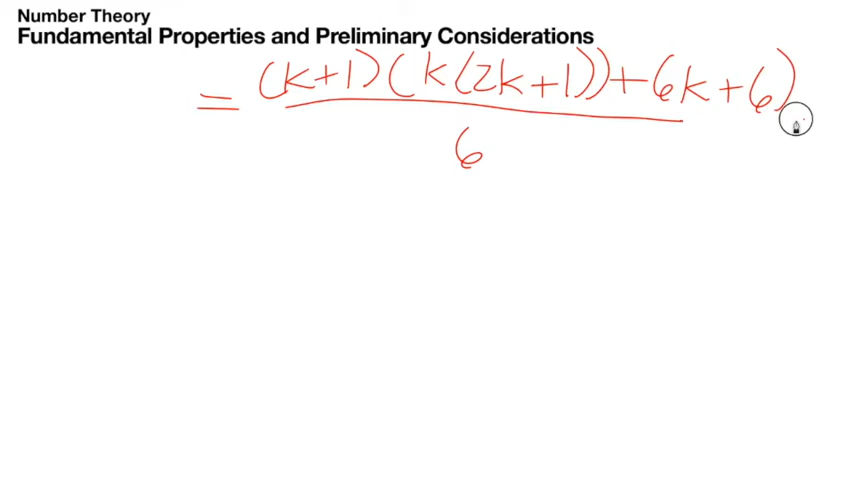 Number Theory
Fundamental Properties and Preliminary Considerations
= (k+1)(k(2k+1))+6k+6)
6